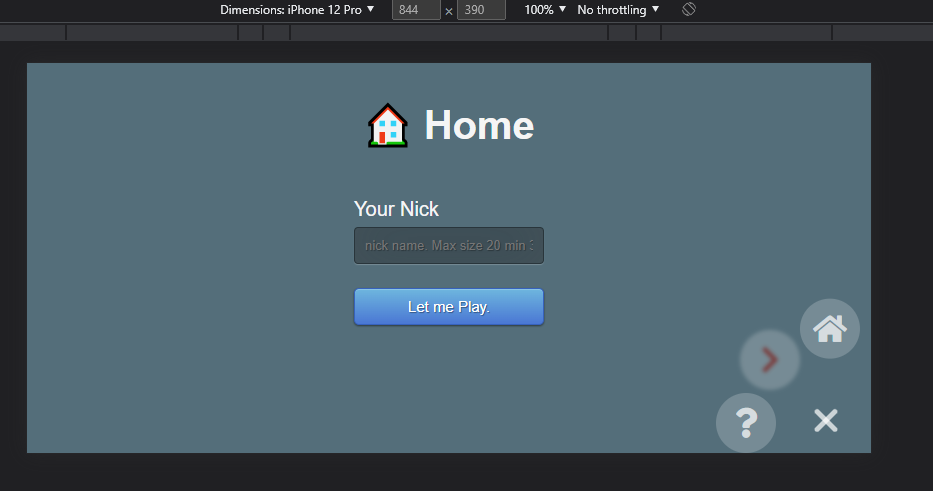 Dimensions: iPhone 12 Pro ▼ 844 × 390 100% ▼ No throttling ▼
Home
Your Nick
nick name. Max size 20 min
Let me Play.
?